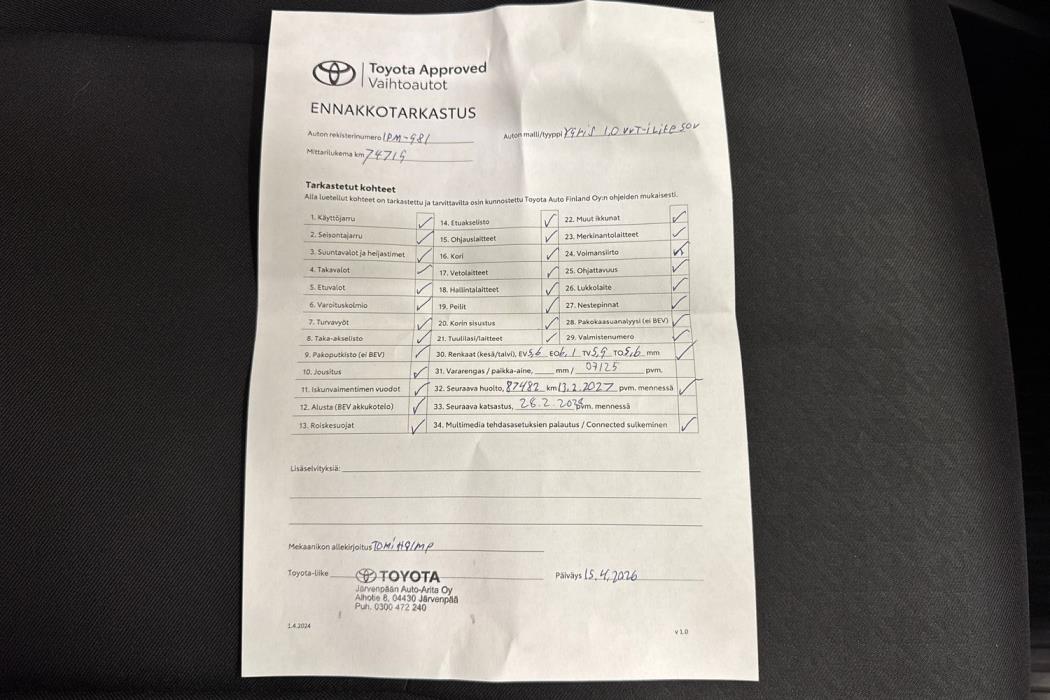 Toyota Approved
Vaihtoautot
ENNAKKOTARKASTUS
Auton rekisterinumero IPM-981 Auton malli/tyyppi Yaris 1,0 VVT-i Life 5ov
Mittarilukema km 74719
Tarkastetut kohteet
Alla luetellut kohteet on tarkastettu ja tarvittavilta osin kunnostettu Toyota Auto Finland Oy:n ohjeiden mukaisesti.
1. Käyttöjarru ✓ 14. Etuakselisto ✓ 22. Muut ikkunat ✓
2. Seisontajarru ✓ 15. Ohjauslaitteet ✓ 23. Merkinantolaitteet ✓
3. Suuntavalot ja heijastimet ✓ 16. Kori ✓ 24. Voimansiirto ✓
4. Takavalot ✓ 17. Vetolaitteet ✓ 25. Ohjattavuus ✓
5. Etuvalot ✓ 18. Hallintalaitteet ✓ 26. Lukkolaite ✓
6. Varoituskolmio ✓ 19. Peilit ✓ 27. Nestepinnat ✓
7. Turvavyöt ✓ 20. Korin sisustus ✓ 28. Pakokaasuanalyysi (ei BEV) ✓
8. Taka-akselisto ✓ 21. Tuulilasi/laitteet ✓ 29. Valmistenumero ✓
9. Pakoputkisto (ei BEV) ✓ 30. Renkaat (kesä/talvi), EV 5,6 EO 6,1 TV 5,9 TO 5,6 mm ✓
10. Jousitus ✓ 31. Vararengas / paikka-aine, mm / 07/25 pvm.
11. Iskunvaimentimen vuodot ✓ 32. Seuraava huolto, 87482 km 13.2.2027 pvm. mennessä ✓
12. Alusta (BEV akkukotelo) ✓ 33. Seuraava katsastus, 28.2.2028 pvm. mennessä
13. Roiskesuojat ✓ 34. Multimedia tehdasasetuksien palautus / Connected sulkeminen ✓
Lisäselvityksiä:
Mekaanikon allekirjoitus TOMI
Toyota-liike TOYOTA Päiväys 15.4.2026
Järvenpään Auto-Arita Oy
Alhotie 8, 04430 Järvenpää
Puh. 0300 472 240
1.4.2024 v 1.0